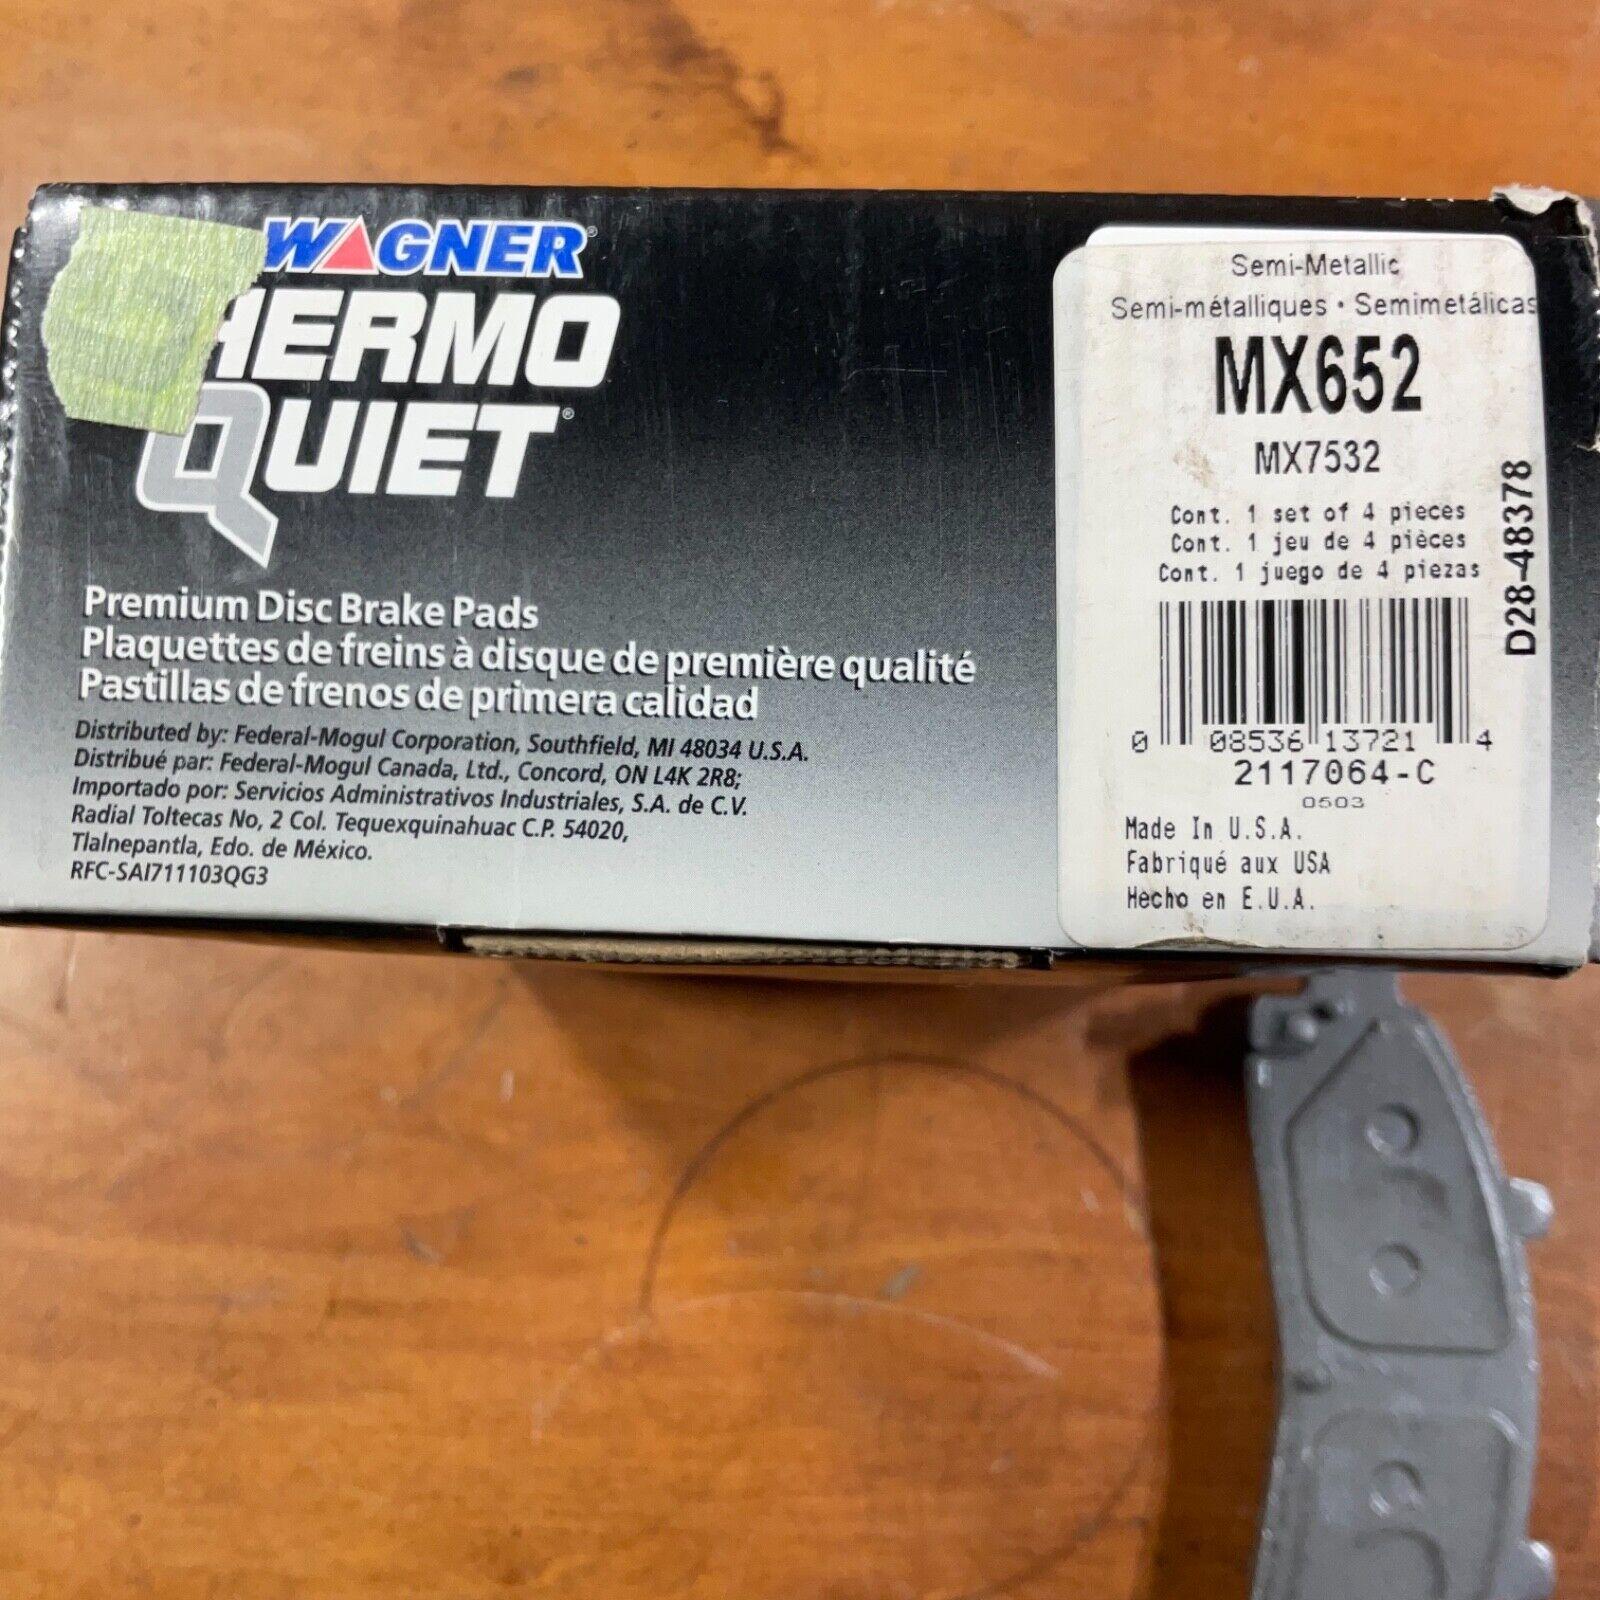 WAGNER®
HERMO
QUIET®
Premium Disc Brake Pads
Plaquettes de freins à disque de première qualité
Pastillas de frenos de primera calidad
Distributed by: Federal-Mogul Corporation, Southfield, MI 48034 U.S.A.
Distribué par: Federal-Mogul Canada, Ltd., Concord, ON L4K 2R8;
Importado por: Servicios Administrativos Industriales, S.A. de C.V.
Radial Toltecas No, 2 Col. Tequexquinahuac C.P. 54020,
Tlalnepantla, Edo. de México.
RFC-SAI711103QG3
Semi-Metallic
Semi-métalliques • Semimetálicas
MX652
MX7532
Cont. 1 set of 4 pieces
Cont. 1 jeu de 4 pièces
Cont. 1 juego de 4 piezas
D28-48378
0 08536 13721 4
2117064-C
0503
Made In U.S.A.
Fabriqué aux USA
Hecho en E.U.A.